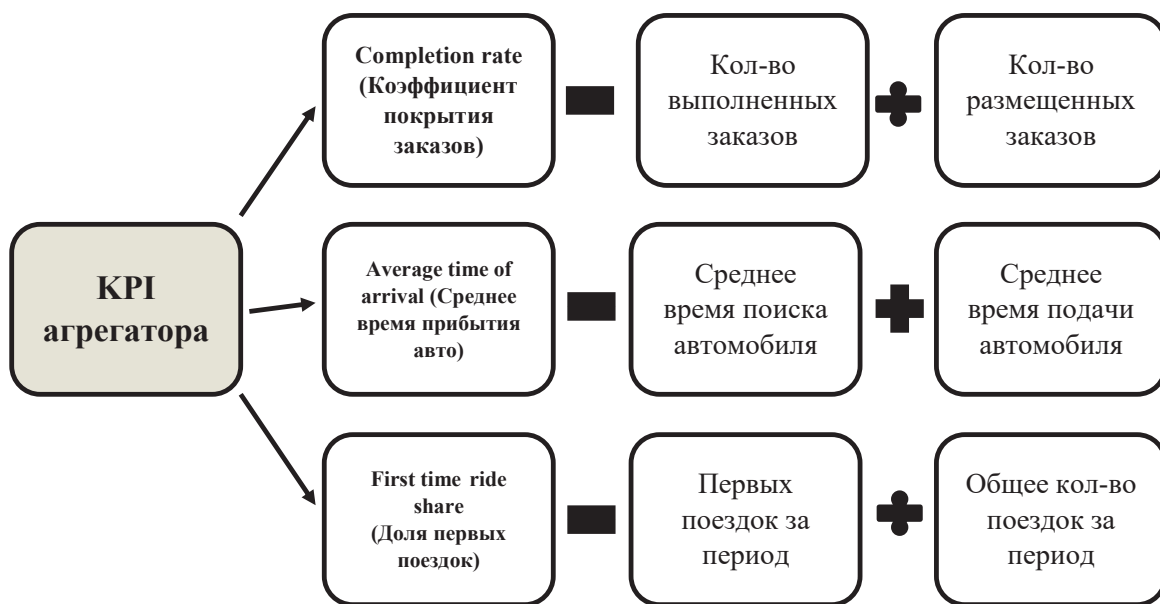 KPI
агрегатора
Completion rate
(Коэффициент
покрытия
заказов)
Кол-во
выполненных
заказов
Кол-во
размещенных
заказов
Average time of
arrival (Среднее
время прибытия
авто)
Среднее
время поиска
автомобиля
Среднее
время подачи
автомобиля
First time ride
share
(Доля первых
поездок)
Первых
поездок за
период
Общее кол-во
поездок за
период